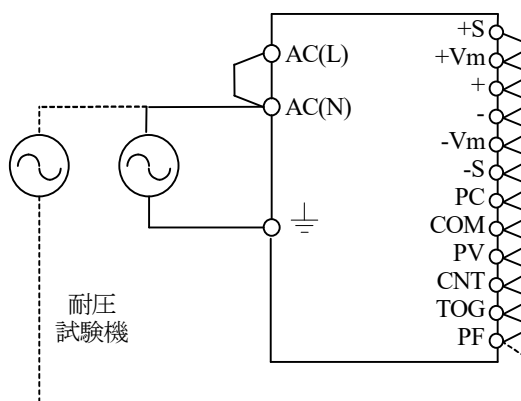 AC(L)
AC(N)
耐圧
試験機
+S
+Vm
+
-
-Vm
-S
PC
COM
PV
CNT
TOG
PF